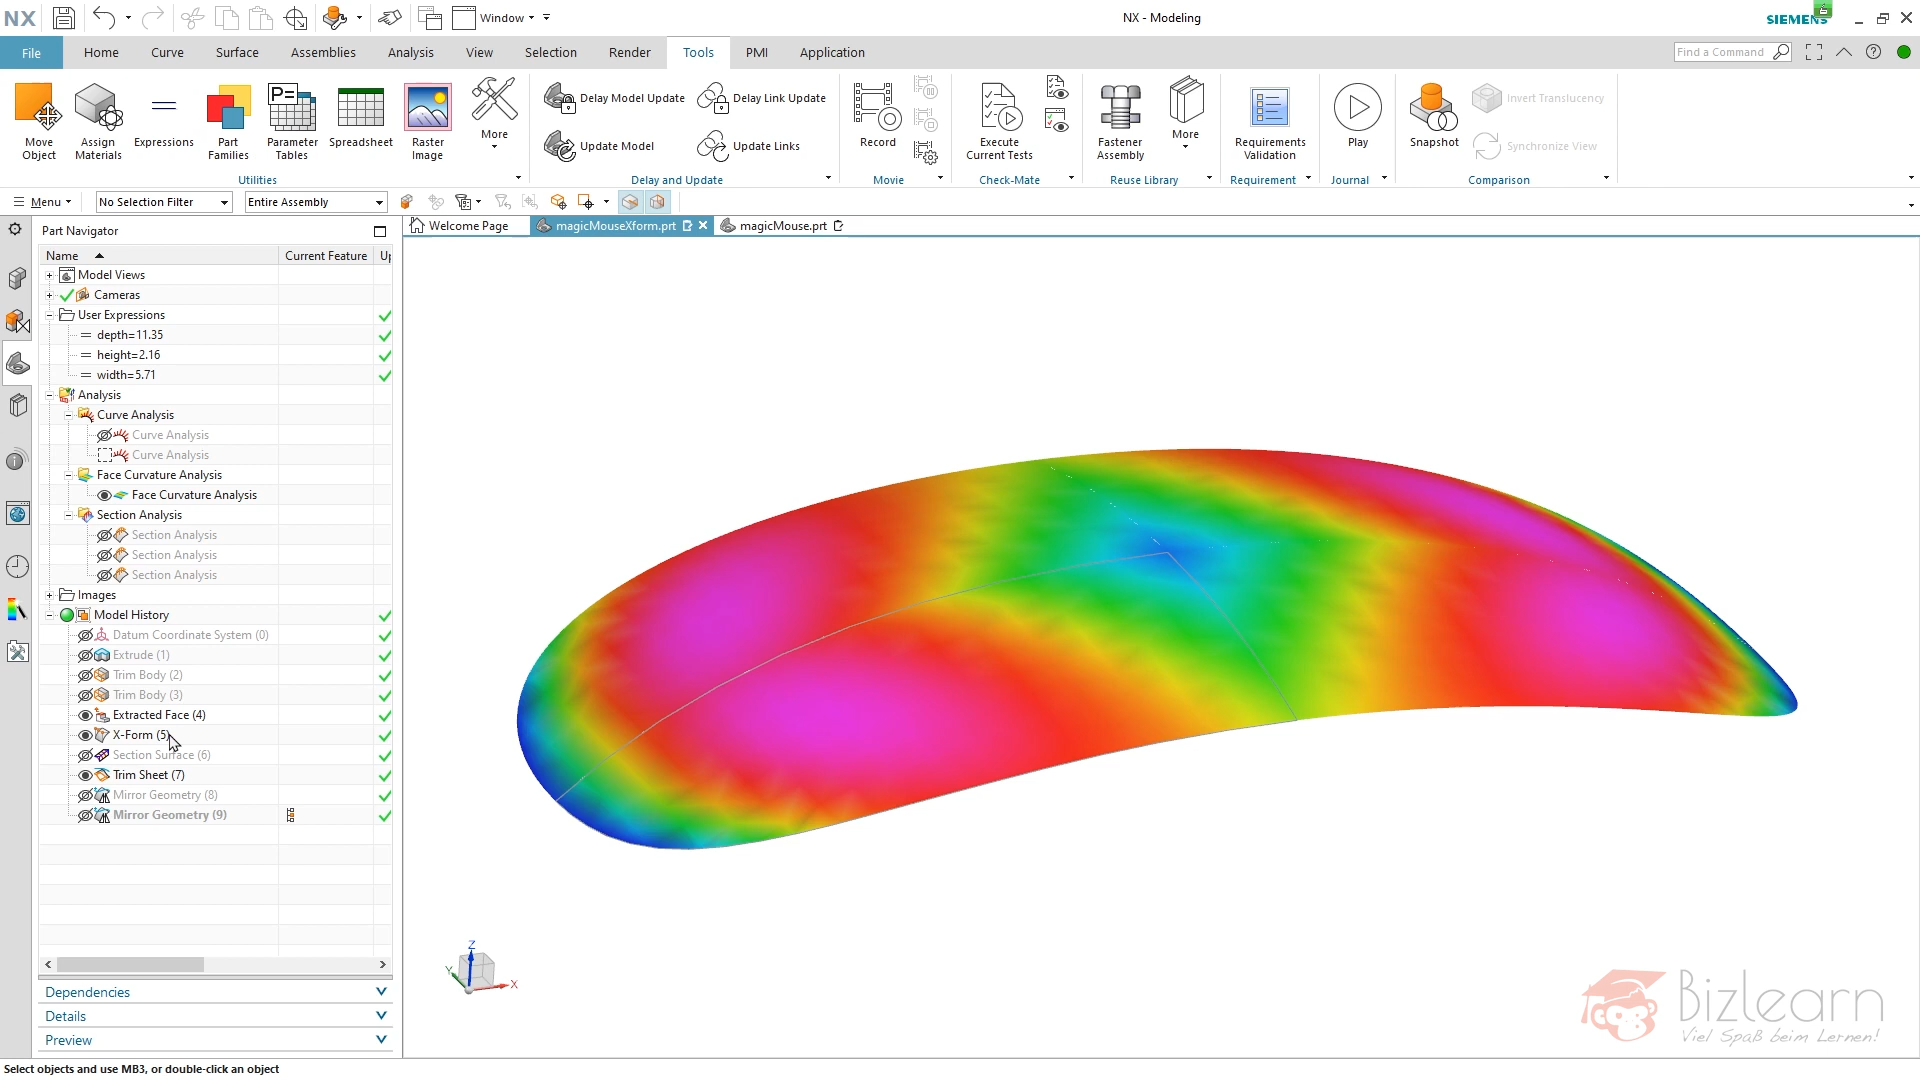 NX
Window
NX - Modeling
SIEMENS
File
Home
Curve
Surface
Assemblies
Analysis
View
Selection
Render
Tools
PMI
Application
Find a Command
Move Object
Assign Materials
Expressions
Part Families
P=
Parameter Tables
Spreadsheet
Raster Image
More
Delay Model Update
Update Model
Delay Link Update
Update Links
Record
Execute Current Tests
Fastener Assembly
More
Requirements Validation
Play
Snapshot
Invert Translucency
Synchronize View
Utilities
Delay and Update
Movie
Check-Mate
Reuse Library
Requirement
Journal
Comparison
Menu
No Selection Filter
Entire Assembly
Part Navigator
Welcome Page
magicMouseXform.prt
magicMouse.prt
Name
Current Feature
Up
Model Views
Cameras
User Expressions
depth=11.35
height=2.16
width=5.71
Analysis
Curve Analysis
Curve Analysis
Curve Analysis
Face Curvature Analysis
Face Curvature Analysis
Section Analysis
Section Analysis
Section Analysis
Section Analysis
Images
Model History
Datum Coordinate System (0)
Extrude (1)
Trim Body (2)
Trim Body (3)
Extracted Face (4)
X-Form (5)
Section Surface (6)
Trim Sheet (7)
Mirror Geometry (8)
Mirror Geometry (9)
Dependencies
Details
Preview
Z
Y
X
Bizlearn
Viel Spaß beim Lernen!
Select objects and use MB3, or double-click an object